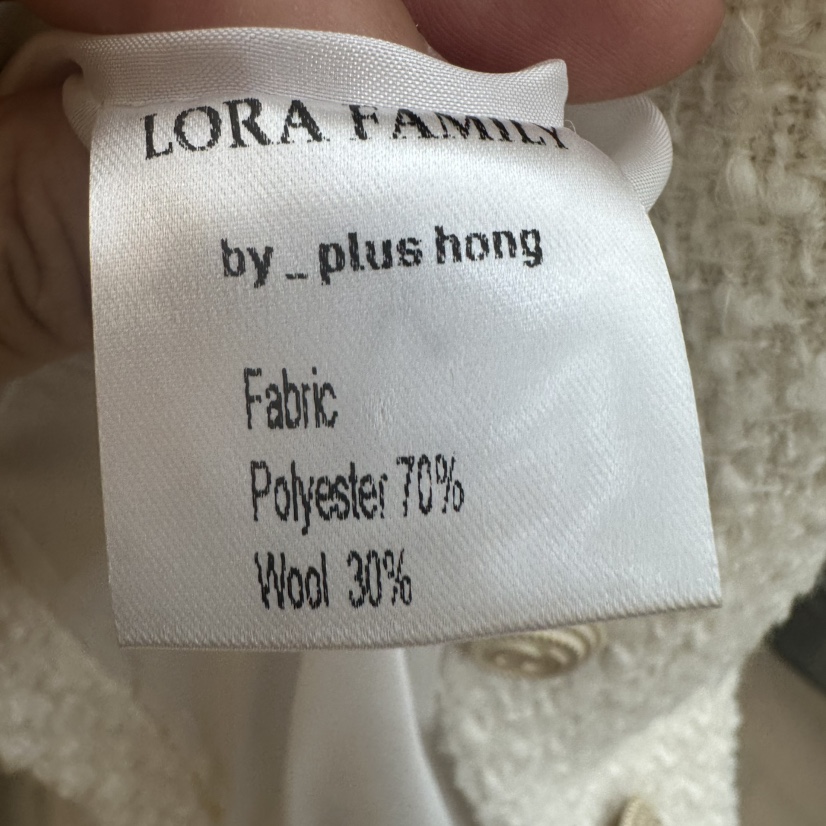 LORA FAMILY
by_plus hong
Fabric
Polyester 70%
Wool 30%